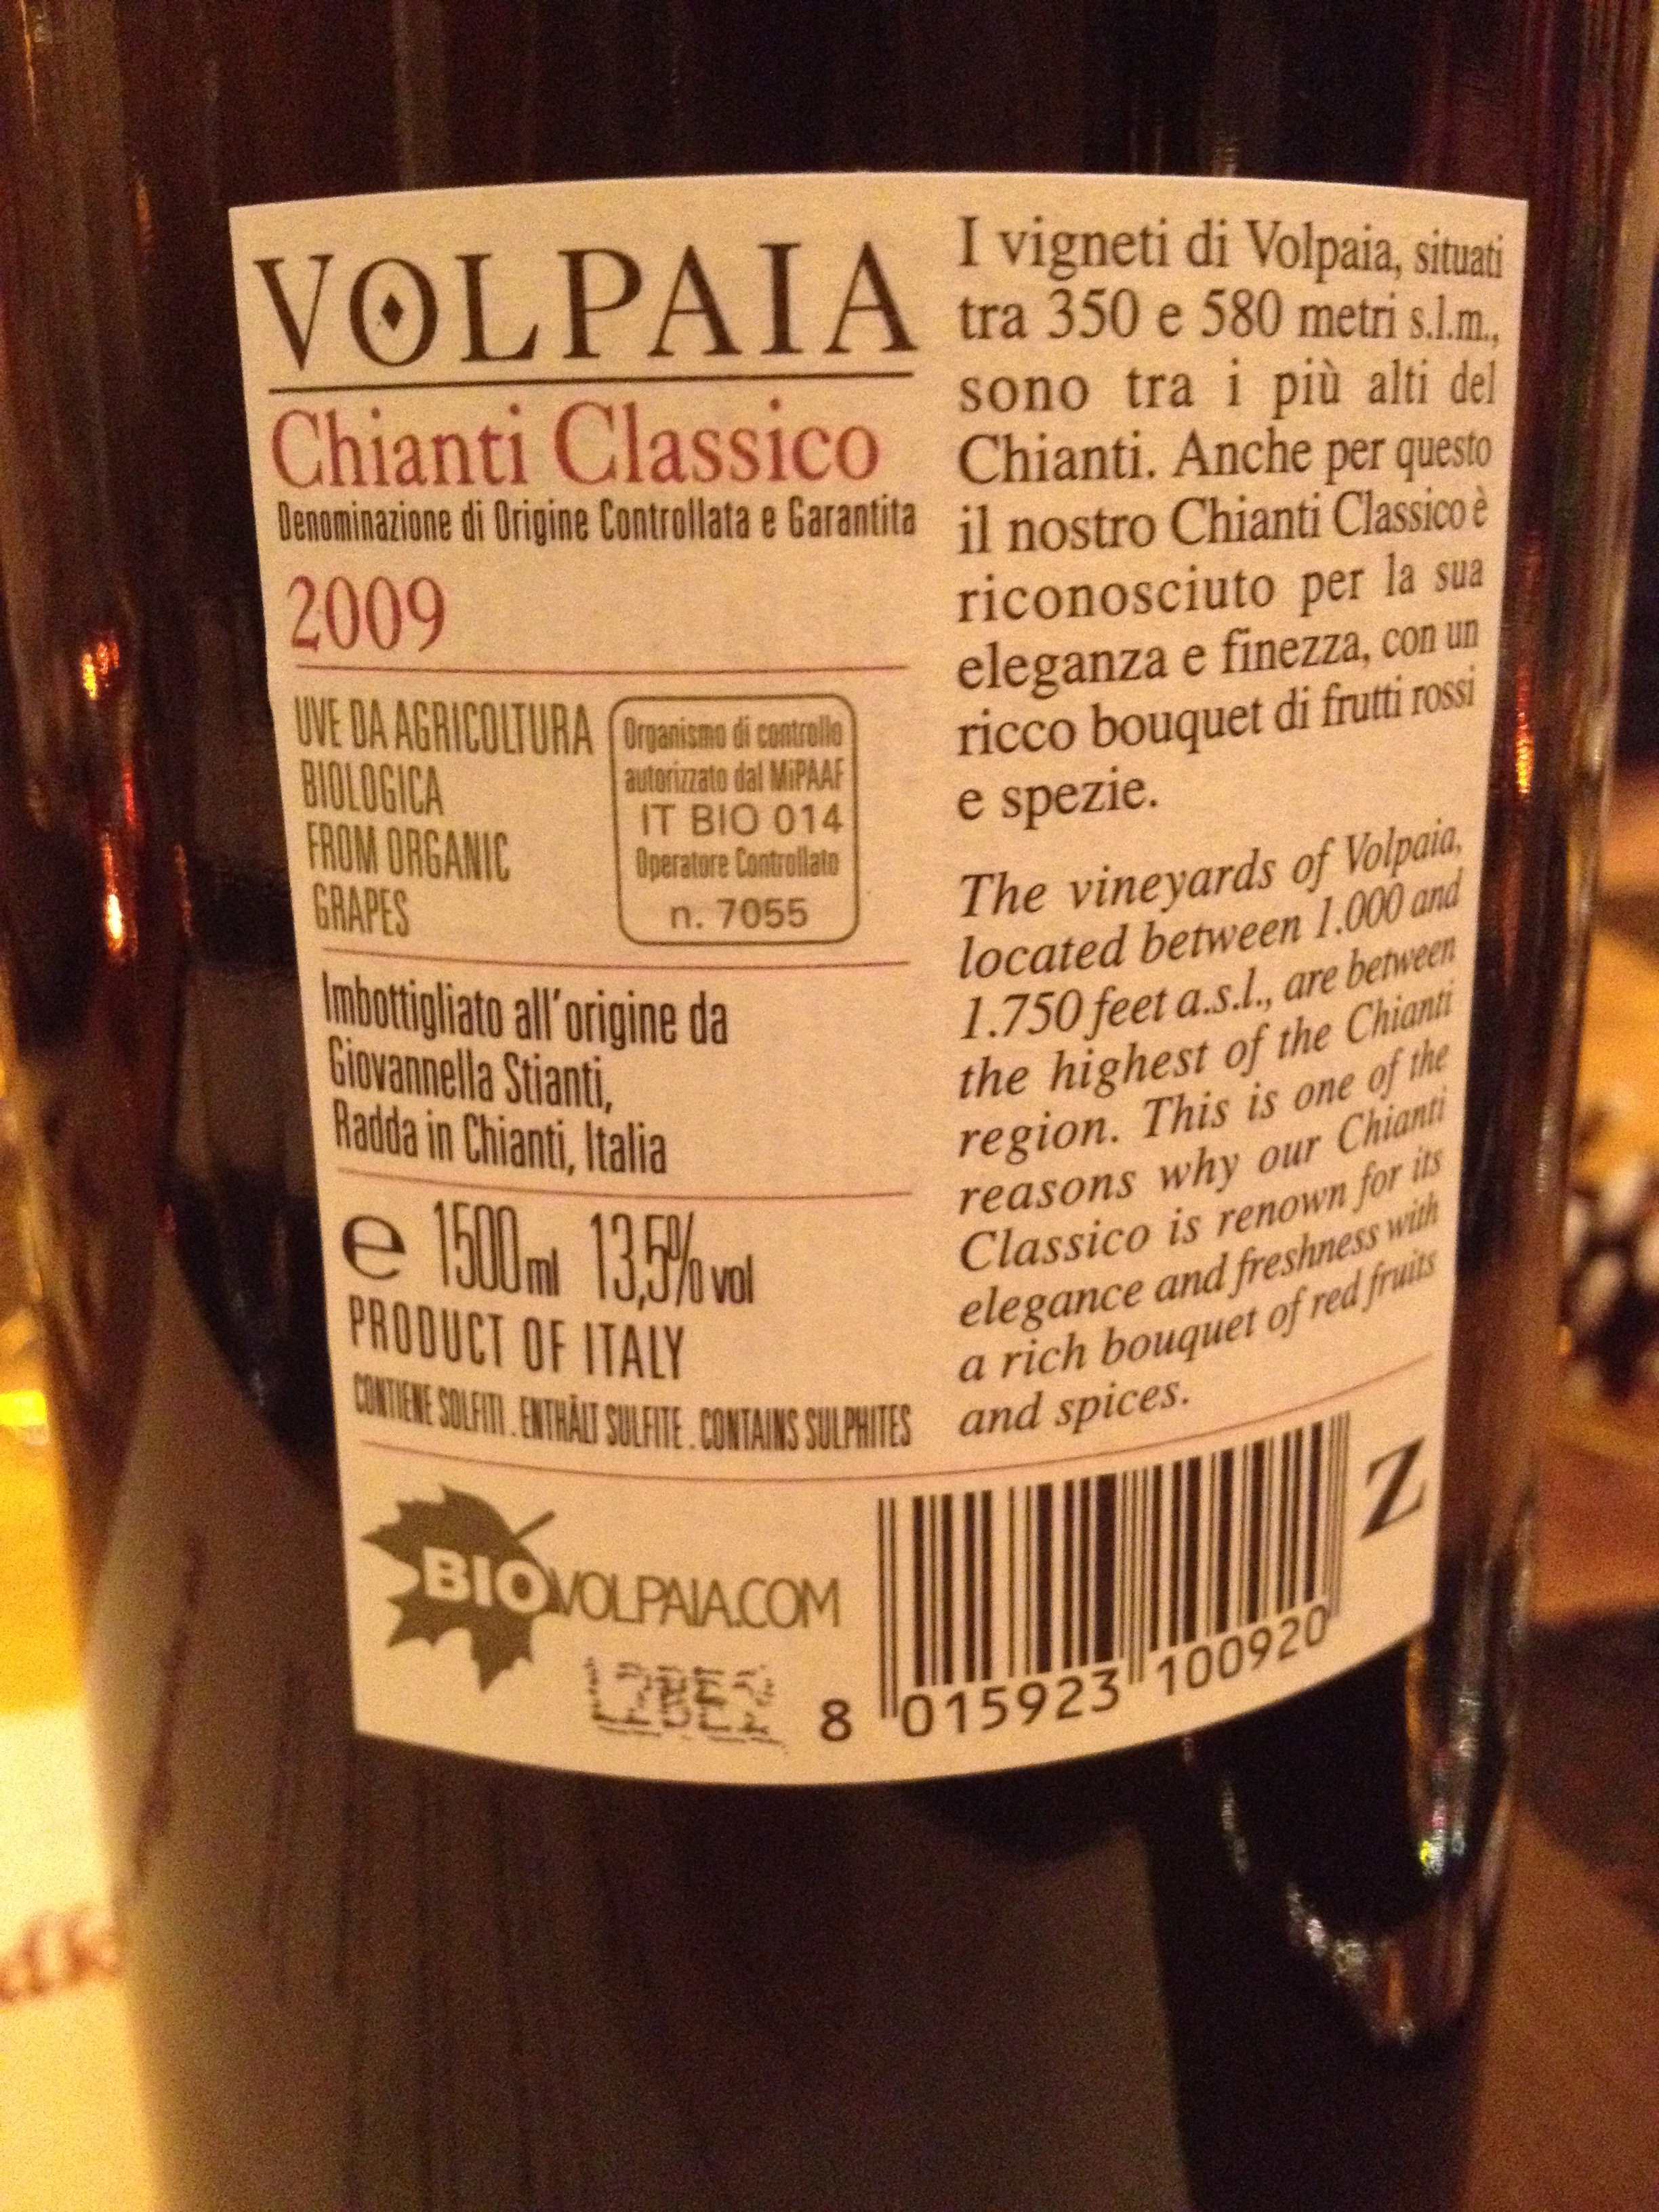 VOLPAIA
Chianti Classico
Denominazione di Origine Controllata e Garantita
2009
UVE DA AGRICOLTURA
BIOLOGICA
FROM ORGANIC
GRAPES
Organismo di controllo
autorizzato dal MiPAAF
IT BIO 014
Operatore Controllato
n. 7055
Imbottigliato all'origine da
Giovannella Stianti,
Radda in Chianti, Italia
e 1500 ml 13,5% vol
PRODUCT OF ITALY
CONTIENE SOLFITI . ENTHÄLT SULFITE . CONTAINS SULPHITES
BIOVOLPAIA.COM
I vigneti di Volpaia, situati
tra 350 e 580 metri s.l.m.,
sono tra i più alti del
Chianti. Anche per questo
il nostro Chianti Classico è
riconosciuto per la sua
eleganza e finezza, con un
ricco bouquet di frutti rossi
e spezie.
The vineyards of Volpaia,
located between 1.000 and
1.750 feet a.s.l., are between
the highest of the Chianti
region. This is one of the
reasons why our Chianti
Classico is renown for its
elegance and freshness with
a rich bouquet of red fruits
and spices.
Z
8 015923 100920